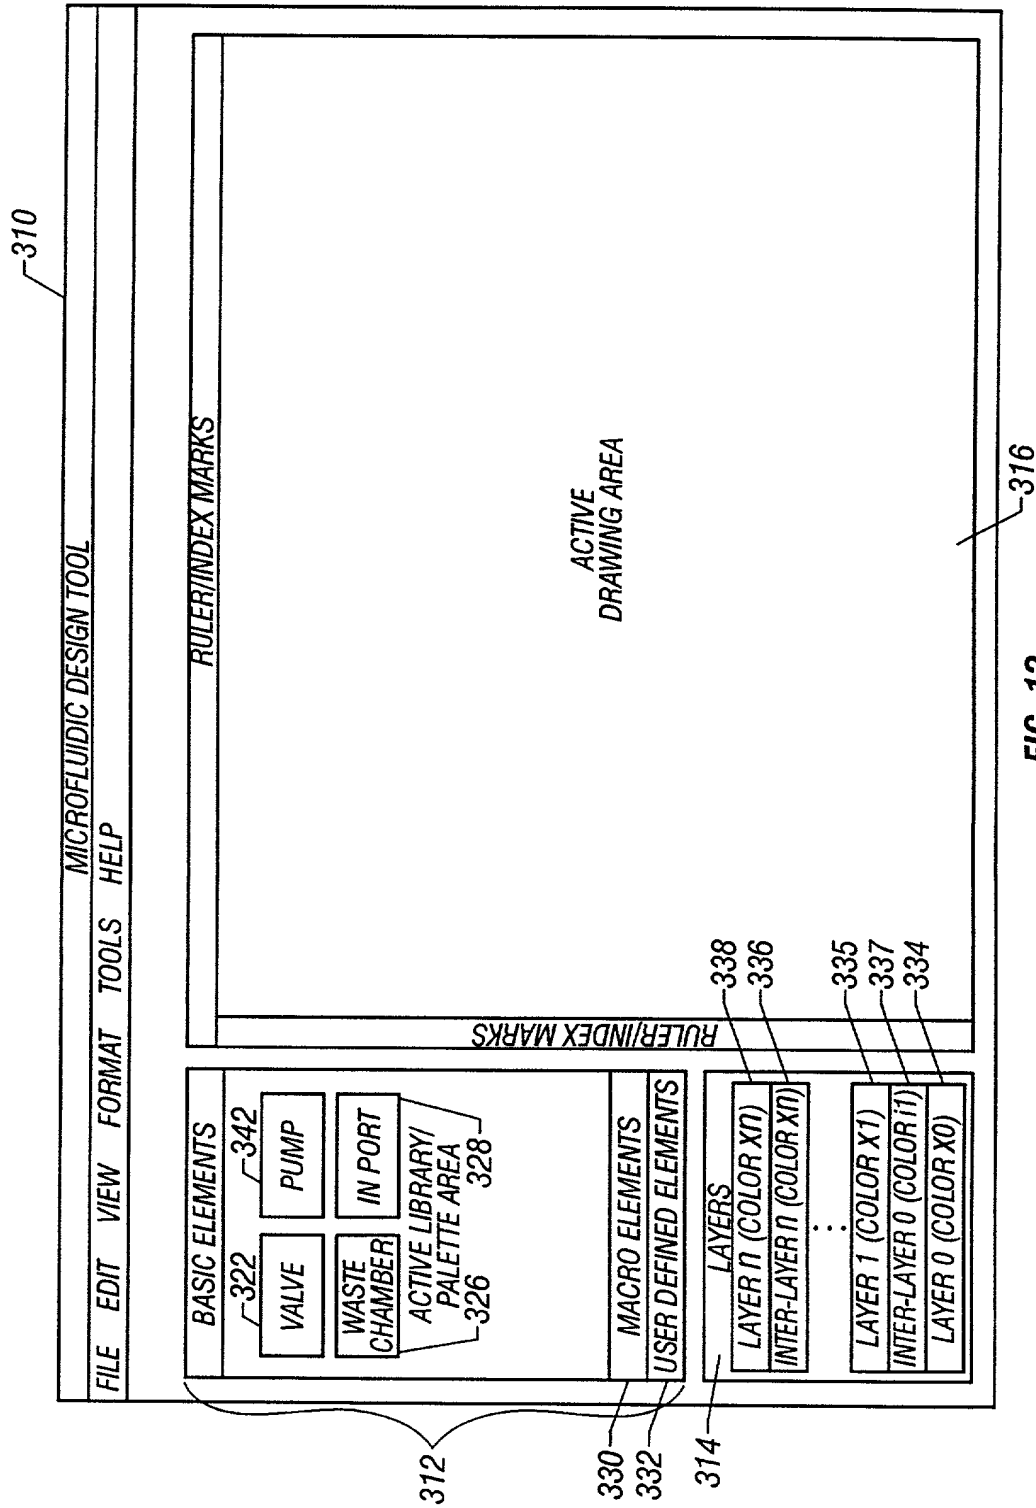 310
MICROFLUIDIC DESIGN TOOL
FILE EDIT VIEW FORMAT TOOLS HELP
312
BASIC ELEMENTS
322
342
VALVE
PUMP
WASTE
CHAMBER
IN PORT
ACTIVE LIBRARY/
PALETTE AREA
326
328
330
MACRO ELEMENTS
332
USER DEFINED ELEMENTS
RULER/INDEX MARKS
RULER/INDEX MARKS
ACTIVE
DRAWING AREA
314
LAYERS
LAYER n (COLOR Xn)
338
INTER-LAYER n (COLOR Xn)
336
LAYER 1 (COLOR X1)
335
INTER-LAYER 0 (COLOR i1)
337
LAYER 0 (COLOR X0)
334
316